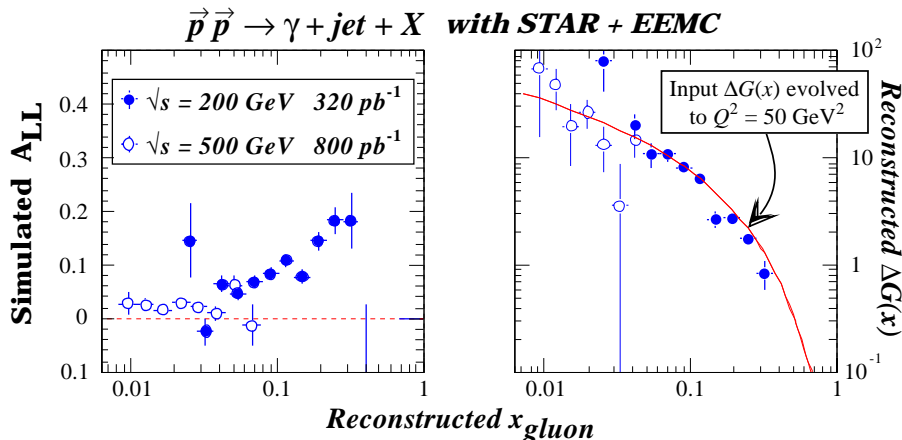 p⃗ p⃗ → γ + jet + X with STAR + EEMC
Simulated A_LL
0.4
0.2
0.1
0
0.1
√s = 200 GeV 320 pb⁻¹
√s = 500 GeV 800 pb⁻¹
0.01 0.1 1
Input ΔG(x) evolved
to Q² = 50 GeV²
10²
10
1
10⁻¹
Reconstructed ΔG(x)
0.01 0.1 1
Reconstructed x_gluon